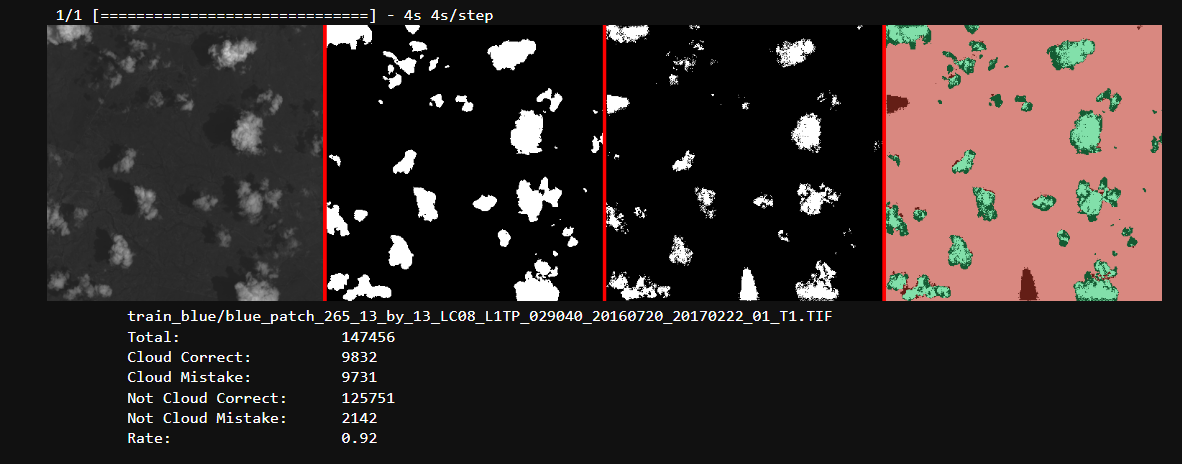 1/1 [==============================] - 4s 4s/step
train_blue/blue_patch_265_13_by_13_LC08_L1TP_029040_20160720_20170222_01_T1.TIF
Total: 147456
Cloud Correct: 9832
Cloud Mistake: 9731
Not Cloud Correct: 125751
Not Cloud Mistake: 2142
Rate: 0.92